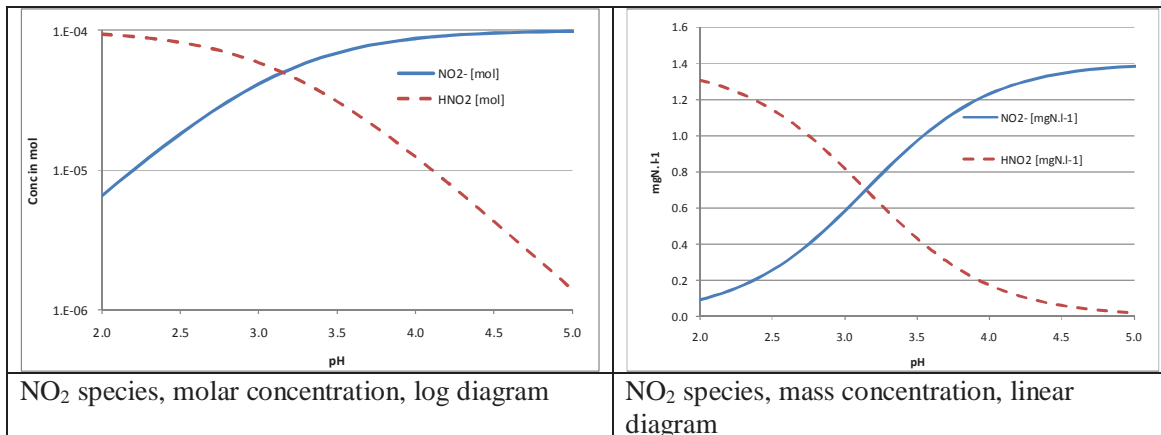 1.E-04
1.E-05
1.E-06
Conc in mol
NO2- [mol]
HNO2 [mol]
2.0 2.5 3.0 3.5 4.0 4.5 5.0
pH
1.6
1.4
1.2
1.0
0.8
0.6
0.4
0.2
0.0
mgN. l-1
NO2- [mgN.l-1]
HNO2 [mgN.l-1]
2.0 2.5 3.0 3.5 4.0 4.5 5.0
pH
NO₂ species, molar concentration, log diagram
NO₂ species, mass concentration, linear
diagram